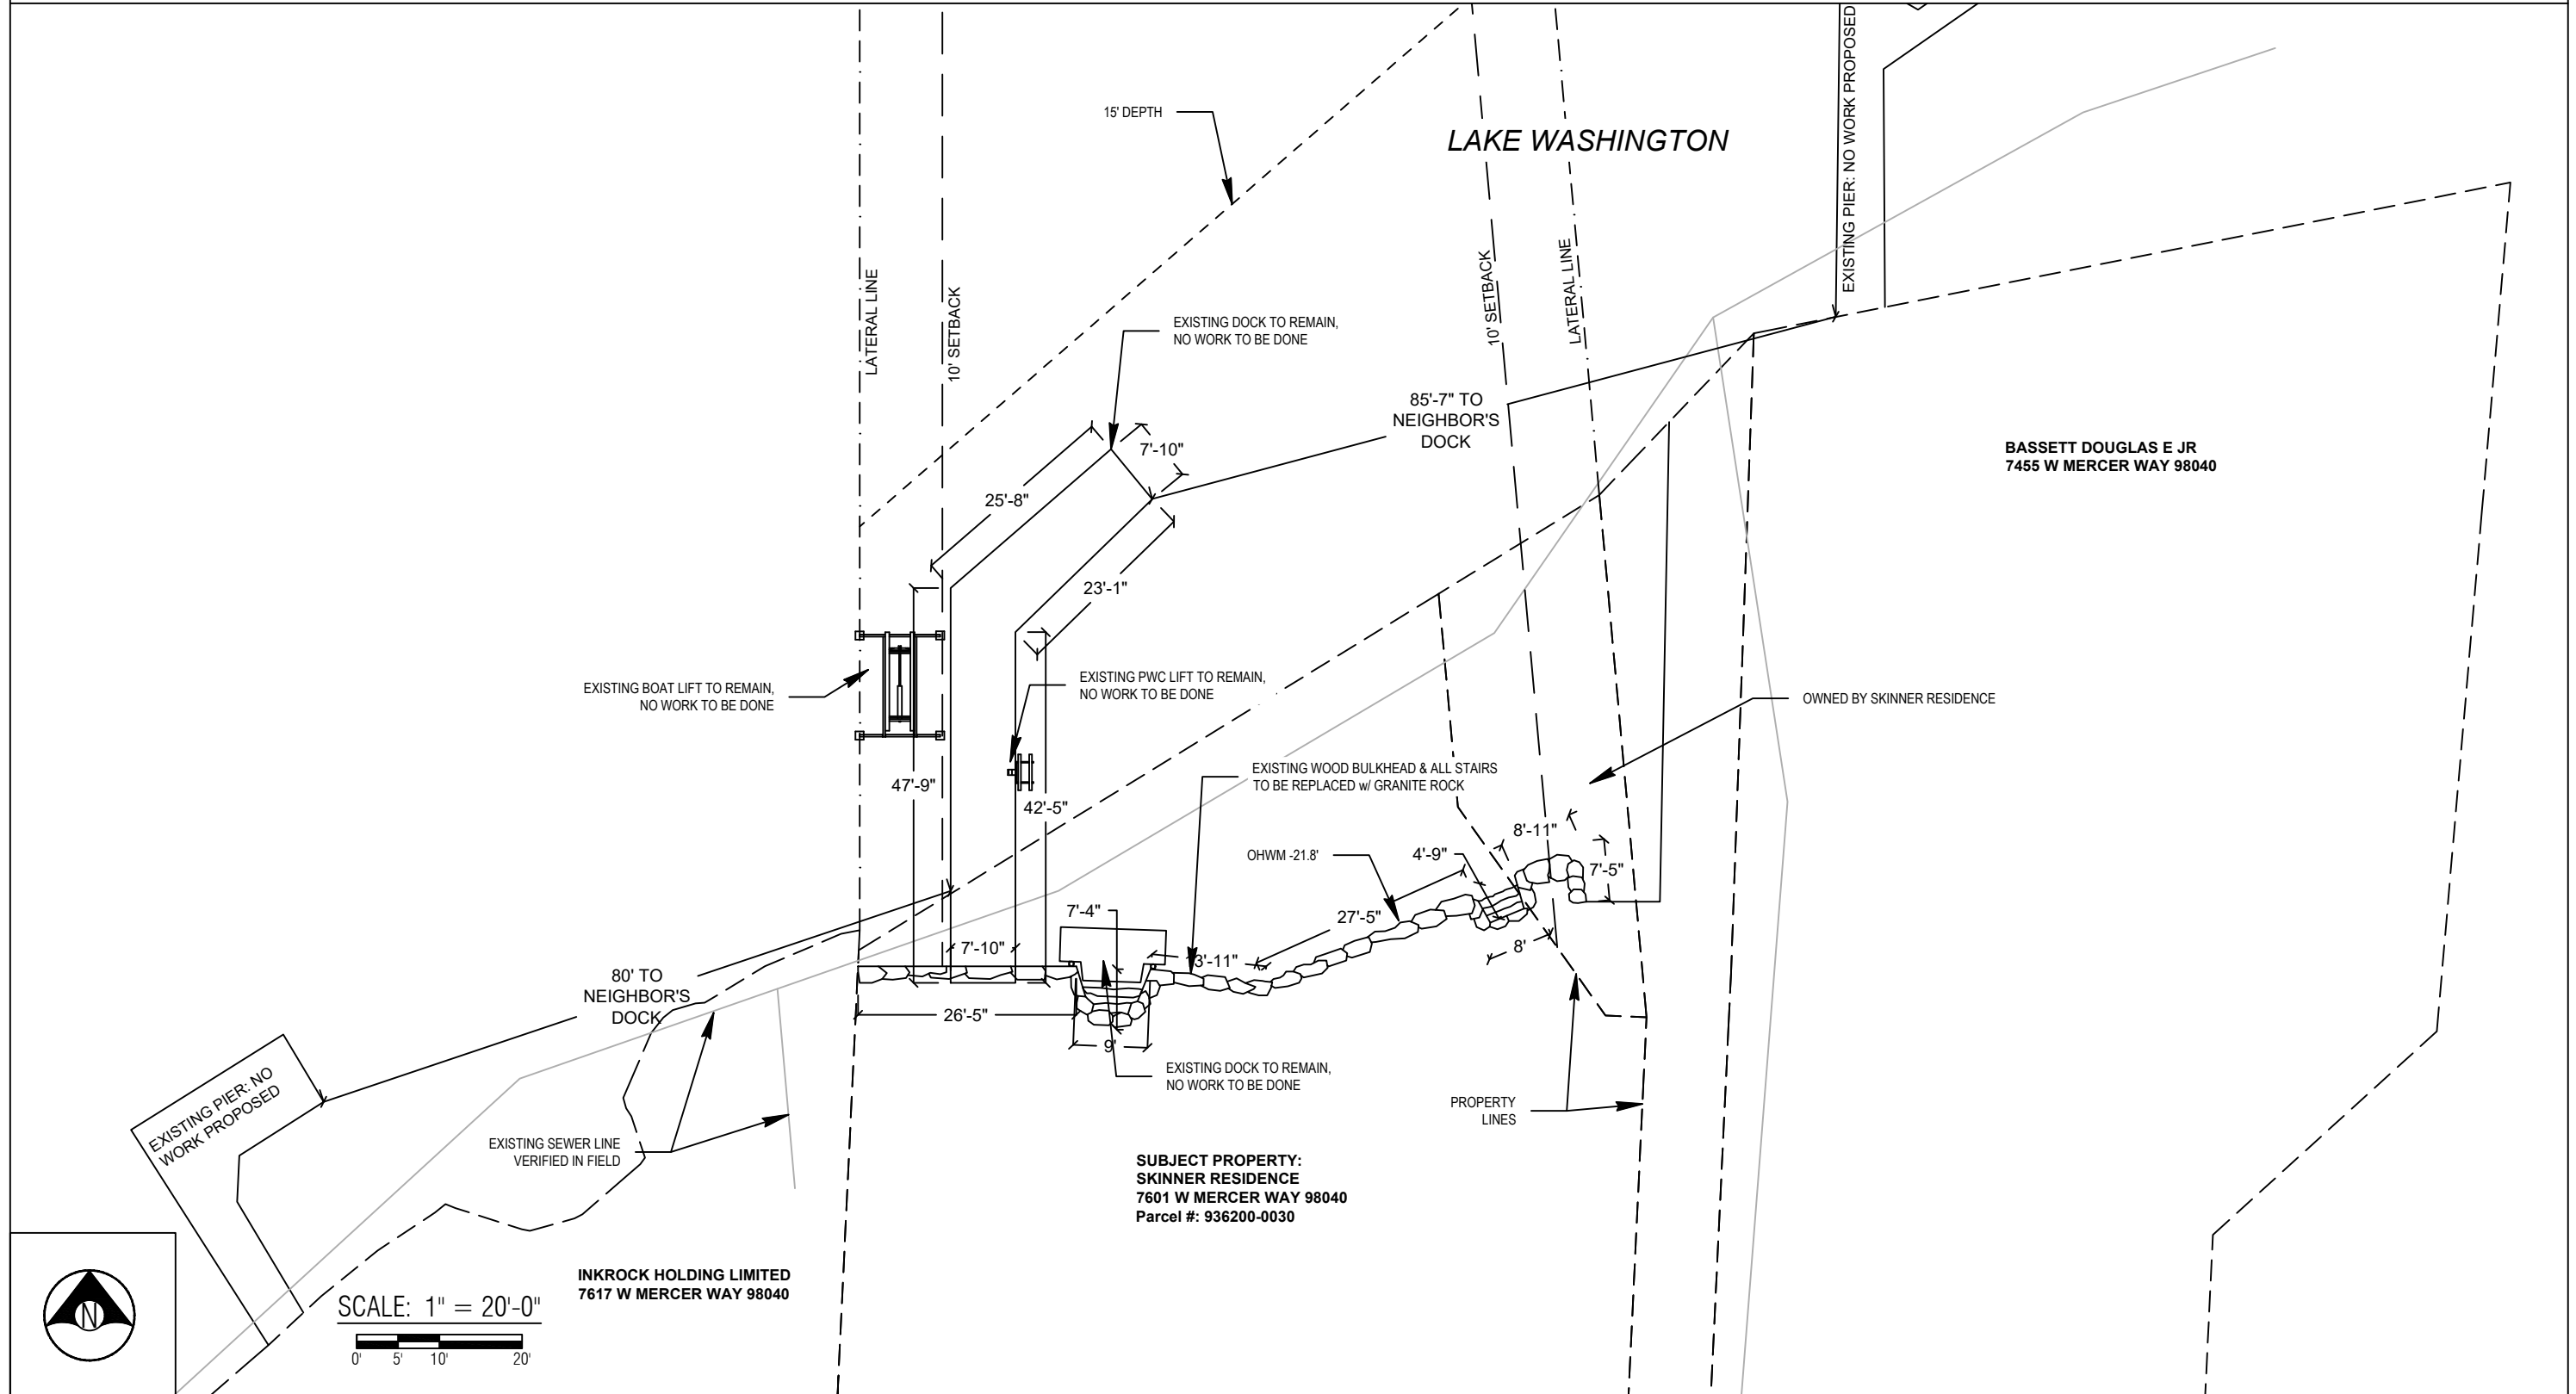 15' DEPTH
LAKE WASHINGTON
EXISTING PIER: NO WORK PROPOSED
LATERAL LINE
10' SETBACK
10' SETBACK
LATERAL LINE
EXISTING DOCK TO REMAIN,
NO WORK TO BE DONE
85'-7" TO
NEIGHBOR'S
DOCK
BASSETT DOUGLAS E JR
7455 W MERCER WAY 98040
7'-10"
25'-8"
23'-1"
EXISTING BOAT LIFT TO REMAIN,
NO WORK TO BE DONE
EXISTING PWC LIFT TO REMAIN,
NO WORK TO BE DONE
OWNED BY SKINNER RESIDENCE
47'-9"
42'-5"
EXISTING WOOD BULKHEAD & ALL STAIRS
TO BE REPLACED w/ GRANITE ROCK
8'-11"
OHWM -21.8'
4'-9"
7'-5"
7'-4"
27'-5"
7'-10"
8'
3'-11"
80' TO
NEIGHBOR'S
DOCK
26'-5"
9'
EXISTING DOCK TO REMAIN,
NO WORK TO BE DONE
EXISTING PIER: NO
WORK PROPOSED
PROPERTY
LINES
EXISTING SEWER LINE
VERIFIED IN FIELD
SUBJECT PROPERTY:
SKINNER RESIDENCE
7601 W MERCER WAY 98040
Parcel #: 936200-0030
INKROCK HOLDING LIMITED
7617 W MERCER WAY 98040
N
SCALE: 1" = 20'-0"
0' 5' 10' 20'